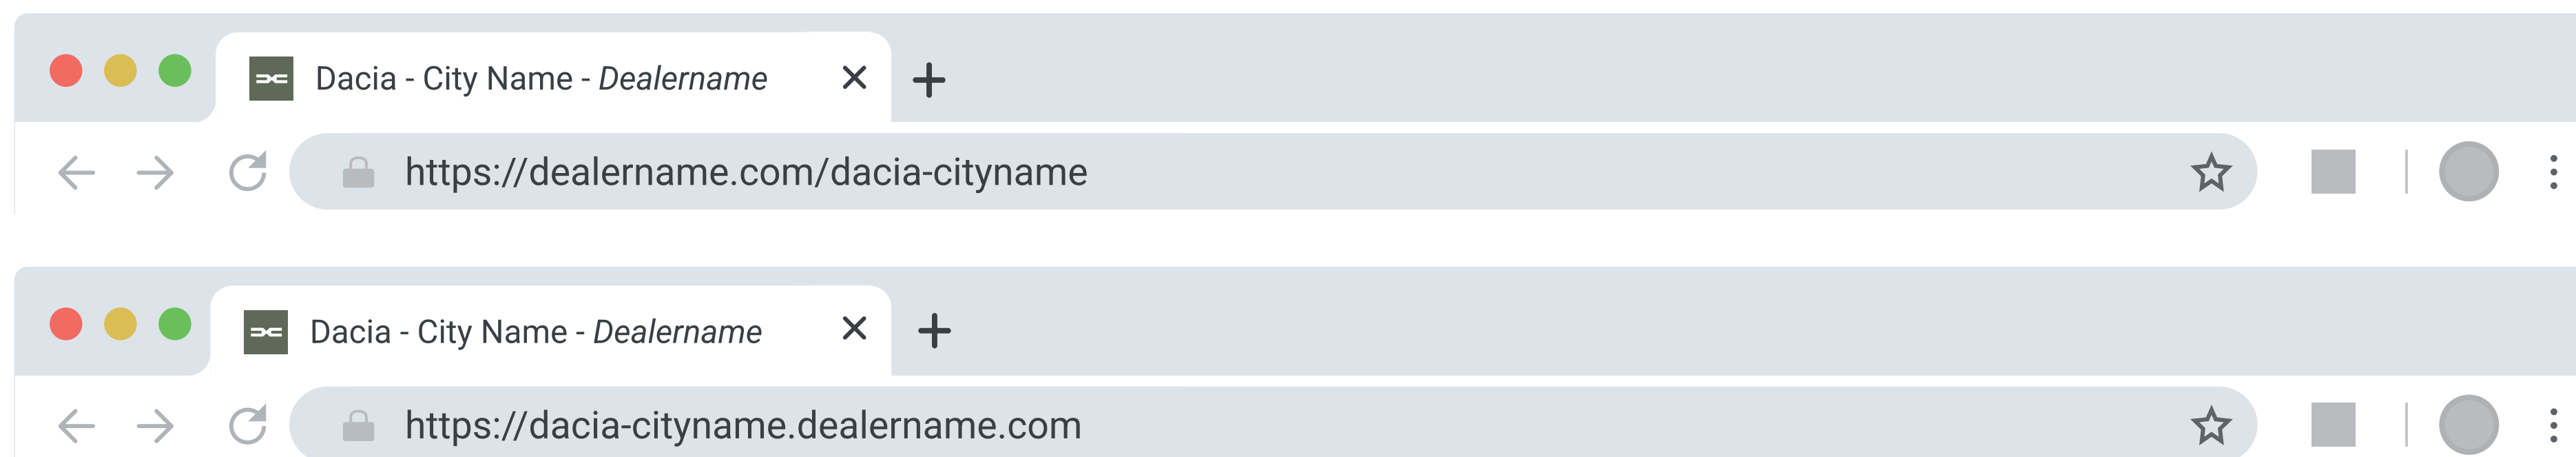 Dacia - City Name - Dealername
https://dealername.com/dacia-cityname
Dacia - City Name - Dealername
https://dacia-cityname.dealername.com